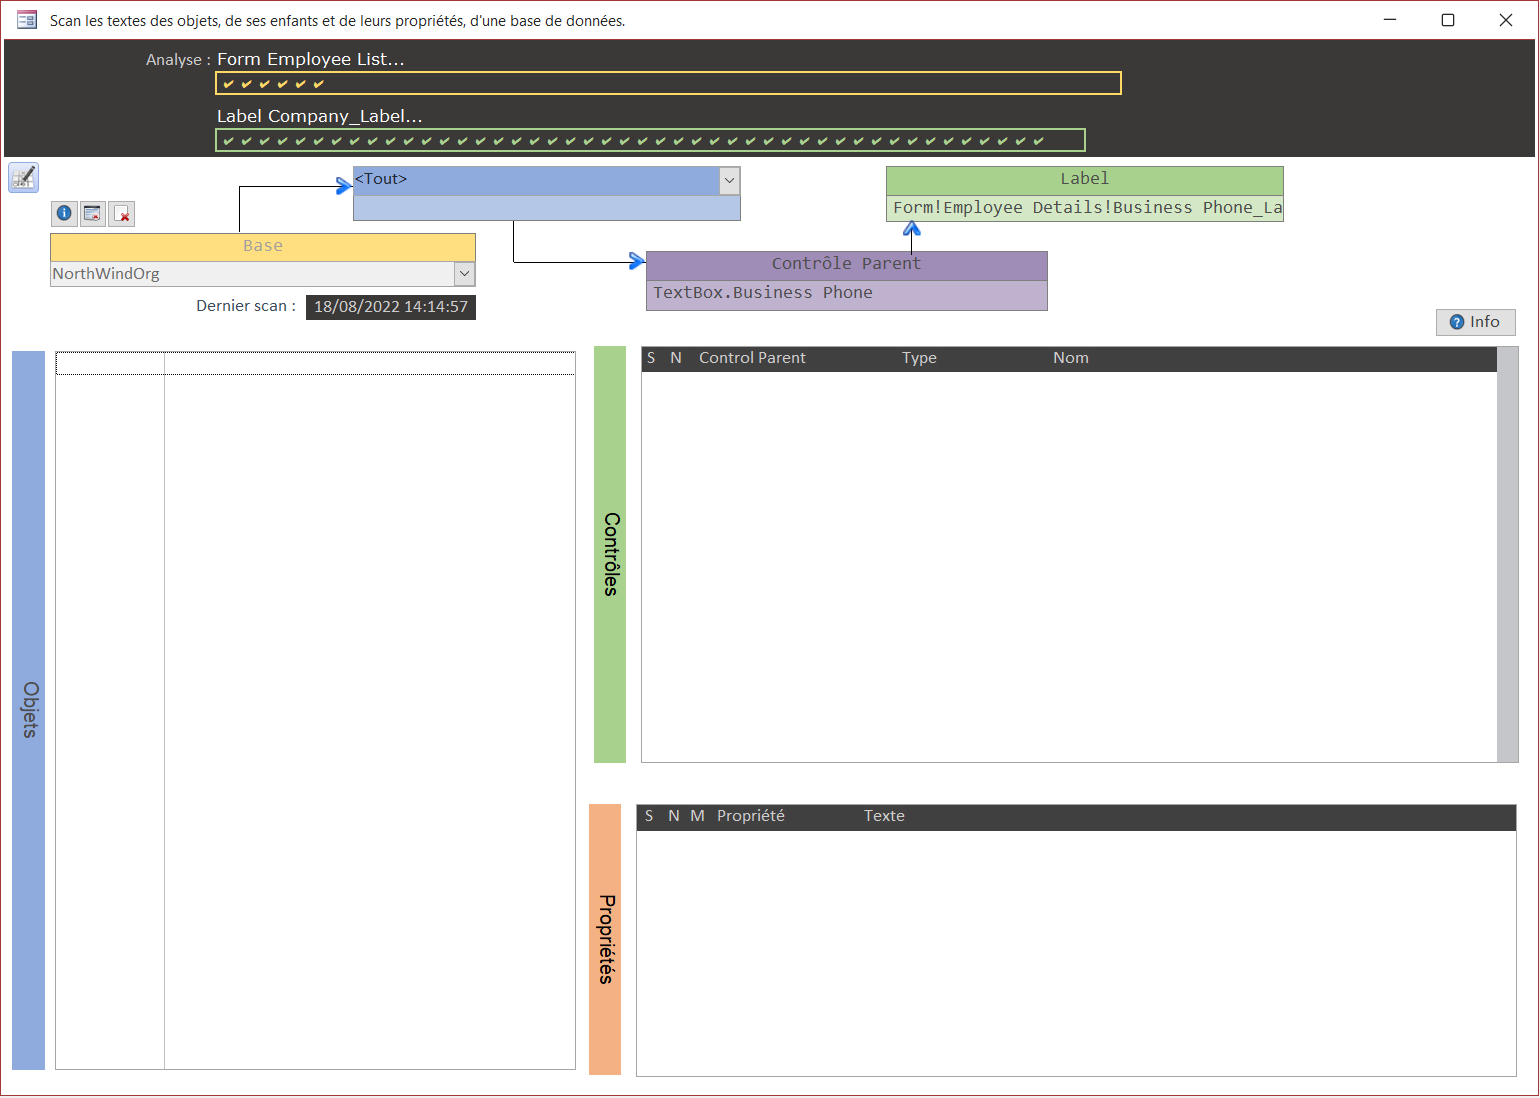 Scan les textes des objets, de ses enfants et de leurs propriétés, d'une base de données.
Analyse : Form Employee List...
✔ ✔ ✔ ✔ ✔ ✔
Label Company_Label...
✔ ✔ ✔ ✔ ✔ ✔ ✔ ✔ ✔ ✔ ✔ ✔ ✔ ✔ ✔ ✔ ✔ ✔ ✔ ✔ ✔ ✔ ✔ ✔ ✔ ✔ ✔ ✔ ✔ ✔ ✔ ✔ ✔ ✔ ✔ ✔ ✔ ✔ ✔ ✔ ✔ ✔ ✔ ✔ ✔ ✔
<Tout>
Label
Form!Employee Details!Business Phone_La
Base
NorthWindOrg
Contrôle Parent
TextBox.Business Phone
Dernier scan : 18/08/2022 14:14:57
Info
Objets
Contrôles
S N Control Parent Type Nom
Propriétés
S N M Propriété Texte